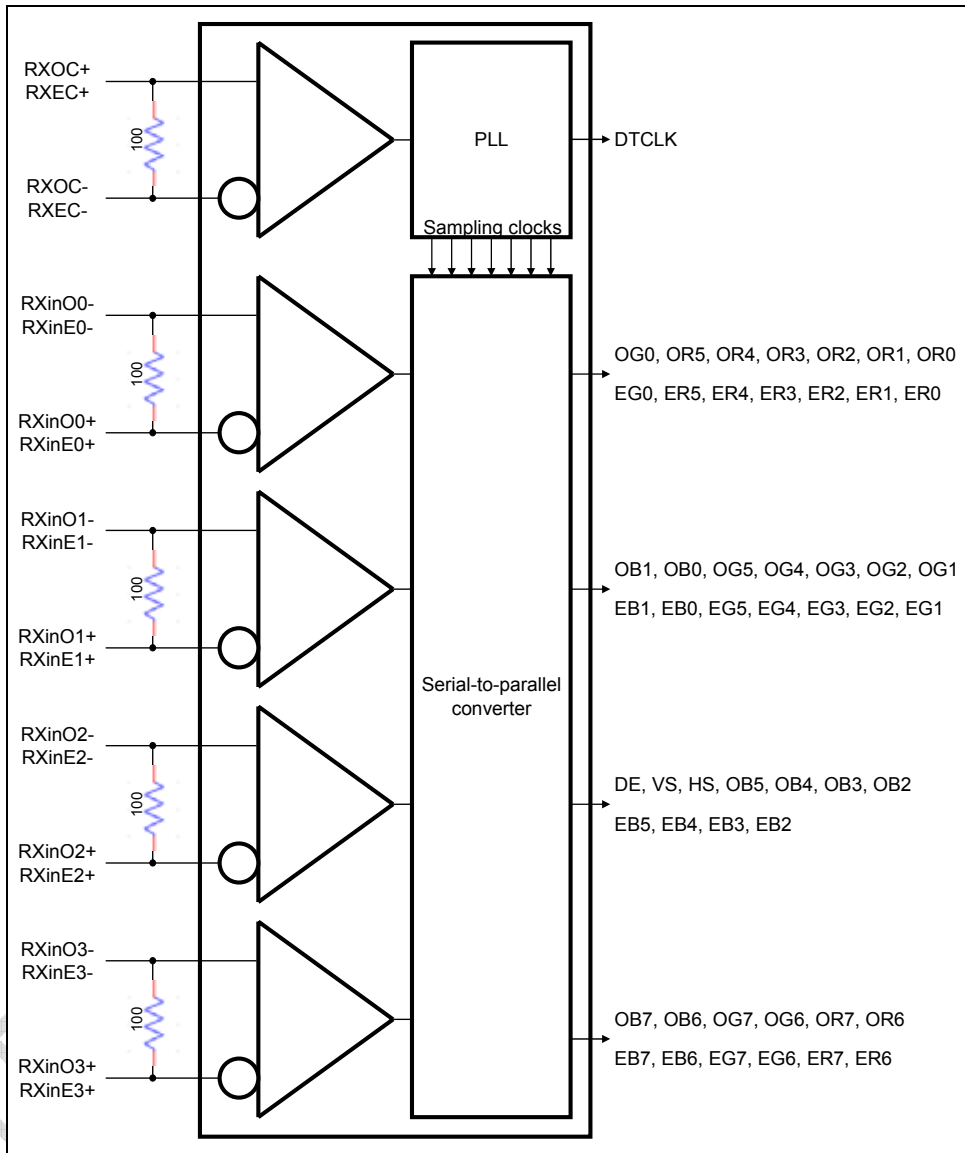 RXOC+
RXEC+
100
RXOC-
RXEC-
PLL
DTCLK
Sampling clocks
RXinO0-
RXinE0-
100
RXinO0+
RXinE0+
OG0, OR5, OR4, OR3, OR2, OR1, OR0
EG0, ER5, ER4, ER3, ER2, ER1, ER0
RXinO1-
RXinE1-
100
RXinO1+
RXinE1+
OB1, OB0, OG5, OG4, OG3, OG2, OG1
EB1, EB0, EG5, EG4, EG3, EG2, EG1
Serial-to-parallel
converter
RXinO2-
RXinE2-
100
RXinO2+
RXinE2+
DE, VS, HS, OB5, OB4, OB3, OB2
EB5, EB4, EB3, EB2
RXinO3-
RXinE3-
100
RXinO3+
RXinE3+
OB7, OB6, OG7, OG6, OR7, OR6
EB7, EB6, EG7, EG6, ER7, ER6